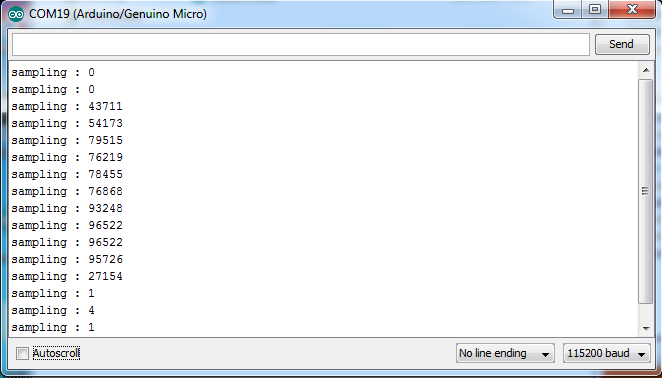 COM19 (Arduino/Genuino Micro)
Send
sampling : 0
sampling : 0
sampling : 43711
sampling : 54173
sampling : 79515
sampling : 76219
sampling : 78455
sampling : 76868
sampling : 93248
sampling : 96522
sampling : 96522
sampling : 95726
sampling : 27154
sampling : 1
sampling : 4
sampling : 1
Autoscroll
No line ending
115200 baud